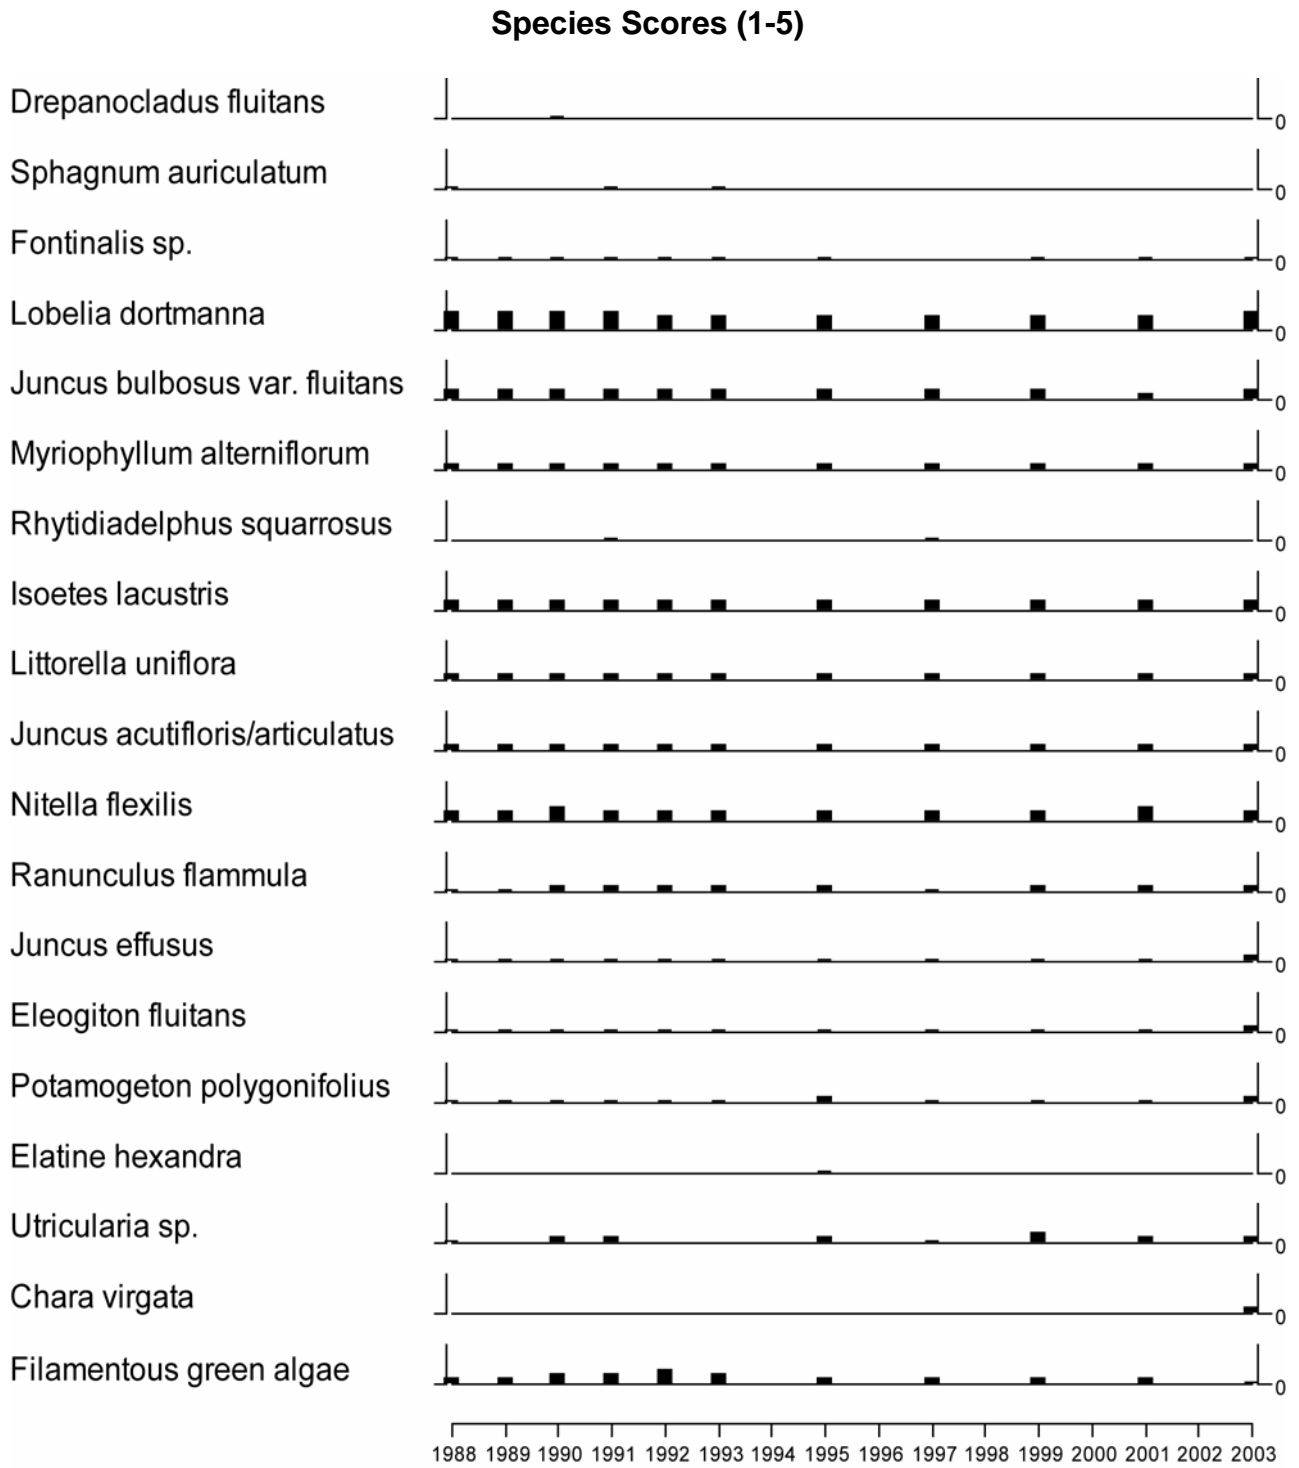 Species Scores (1-5)
Drepanocladus fluitans 0
Sphagnum auriculatum 0
Fontinalis sp. 0
Lobelia dortmanna 0
Juncus bulbosus var. fluitans 0
Myriophyllum alterniflorum 0
Rhytidiadelphus squarrosus 0
Isoetes lacustris 0
Littorella uniflora 0
Juncus acutifloris/articulatus 0
Nitella flexilis 0
Ranunculus flammula 0
Juncus effusus 0
Eleogiton fluitans 0
Potamogeton polygonifolius 0
Elatine hexandra 0
Utricularia sp. 0
Chara virgata 0
Filamentous green algae 0
1988 1989 1990 1991 1992 1993 1994 1995 1996 1997 1998 1999 2000 2001 2002 2003